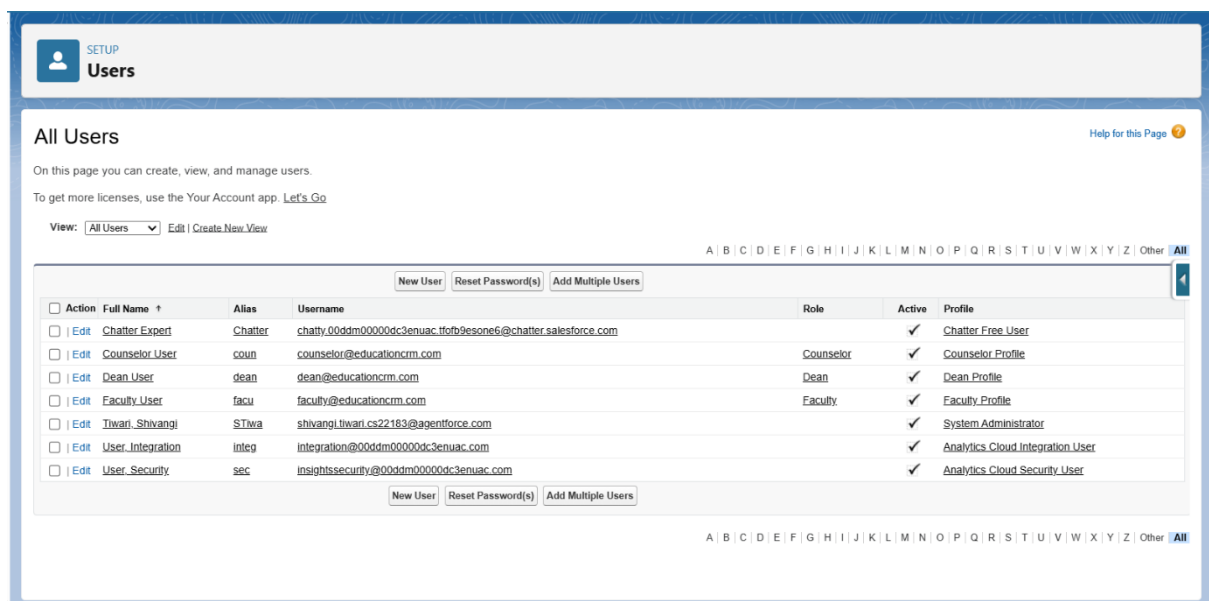 SETUP
Users
All Users
Help for this Page
On this page you can create, view, and manage users.
To get more licenses, use the Your Account app. Let's Go
View: All Users Edit | Create New View
A | B | C | D | E | F | G | H | I | J | K | L | M | N | O | P | Q | R | S | T | U | V | W | X | Y | Z | Other All
New User Reset Password(s) Add Multiple Users
Action Full Name ↑ Alias Username Role Active Profile
| Edit Chatter Expert Chatter chatty.00ddm00000dc3enuac.tfofb9esone6@chatter.salesforce.com Chatter Free User
| Edit Counselor User coun counselor@educationcrm.com Counselor Counselor Profile
| Edit Dean User dean dean@educationcrm.com Dean Dean Profile
| Edit Faculty User facu faculty@educationcrm.com Faculty Faculty Profile
| Edit Tiwari, Shivangi STiwa shivangi.tiwari.cs22183@agentforce.com System Administrator
| Edit User, Integration integ integration@00ddm00000dc3enuac.com Analytics Cloud Integration User
| Edit User, Security sec insightssecurity@00ddm00000dc3enuac.com Analytics Cloud Security User
New User Reset Password(s) Add Multiple Users
A | B | C | D | E | F | G | H | I | J | K | L | M | N | O | P | Q | R | S | T | U | V | W | X | Y | Z | Other All